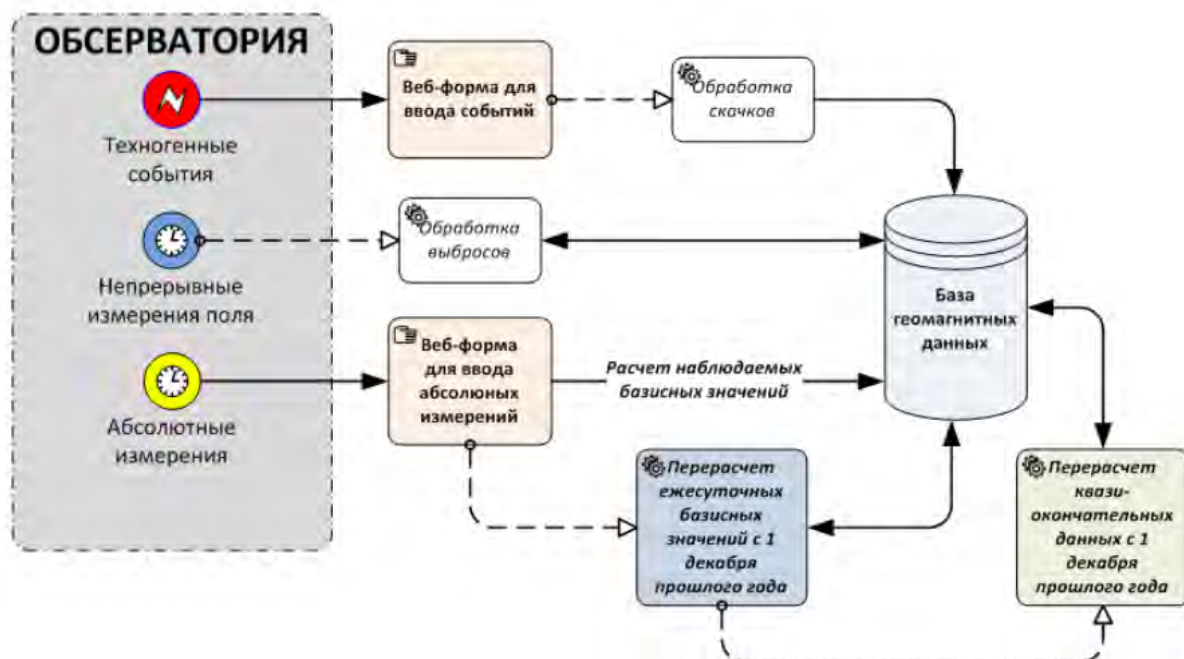 ОБСЕРВАТОРИЯ
Техногенные
события
Непрерывные
измерения поля
Абсолютные
измерения
Веб-форма для
ввода событий
Обработка
скачков
Обработка
выбросов
Веб-форма
для ввода
абсолюных
измерений
Расчет наблюдаемых
базисных значений
База
геомагнитных
данных
Перерасчет
ежесуточных
базисных
значений с 1
декабря
прошлого года
Перерасчет
квази-
окончательных
данных с 1
декабря
прошлого года